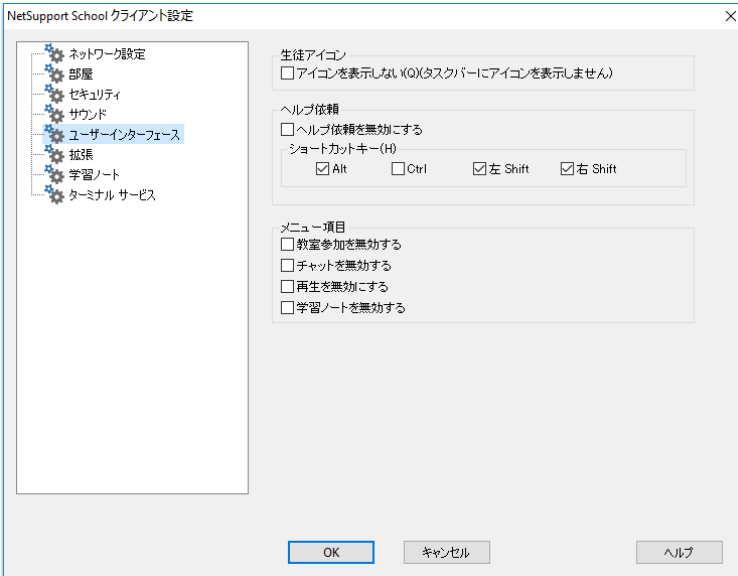 NetSupport School クライアント設定
ネットワーク設定
部屋
セキュリティ
サウンド
ユーザーインターフェース
拡張
学習ノート
ターミナル サービス
生徒アイコン
アイコンを表示しない(Q)(タスクバーにアイコンを表示しません)
ヘルプ依頼
ヘルプ依頼を無効にする
ショートカットキー(H)
Alt Ctrl 左 Shift 右 Shift
メニュー項目
教室参加を無効する
チャットを無効する
再生を無効にする
学習ノートを無効する
OK キャンセル ヘルプ